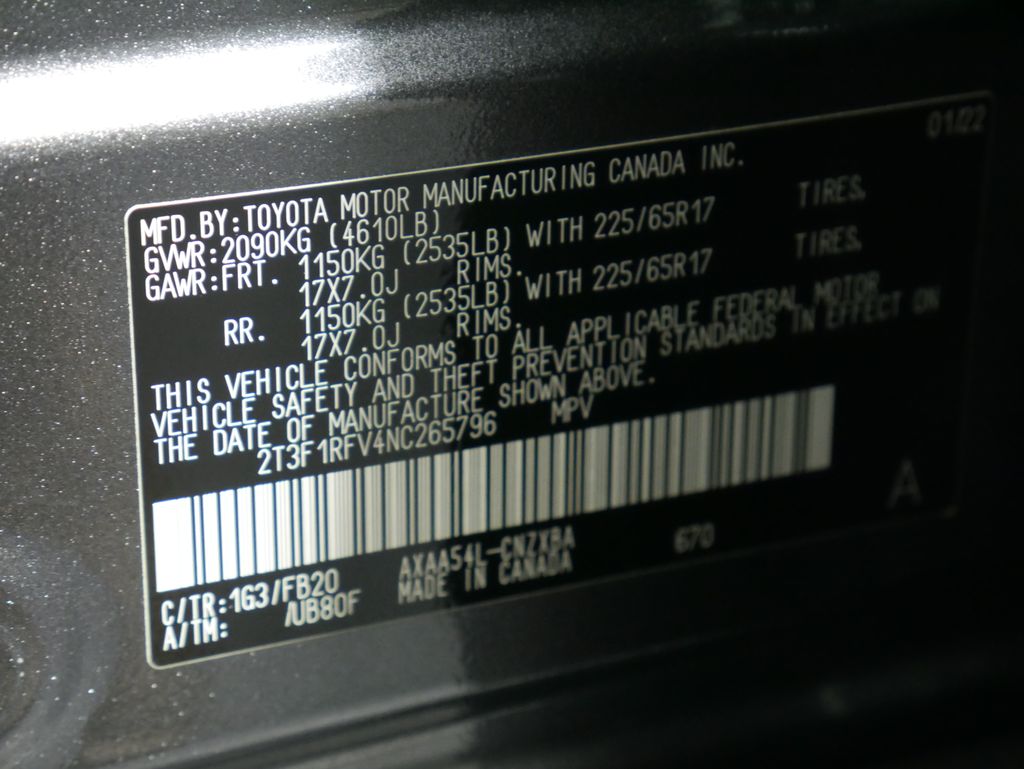 01/22
MFD.BY:TOYOTA MOTOR MANUFACTURING CANADA INC.
GVWR:2090KG (4610LB)
GAWR:FRT. 1150KG (2535LB) WITH 225/65R17 TIRES.
17X7.0J RIMS.
RR. 1150KG (2535LB) WITH 225/65R17 TIRES.
17X7.0J RIMS.
THIS VEHICLE CONFORMS TO ALL APPLICABLE FEDERAL MOTOR
VEHICLE SAFETY AND THEFT PREVENTION STANDARDS IN EFFECT ON
THE DATE OF MANUFACTURE SHOWN ABOVE.
2T3F1RFV4NC265796 MPV
A
C/TR:1G3/FB20 AXAA54L-CNZXBA 670
A/TM: /UB80F MADE IN CANADA